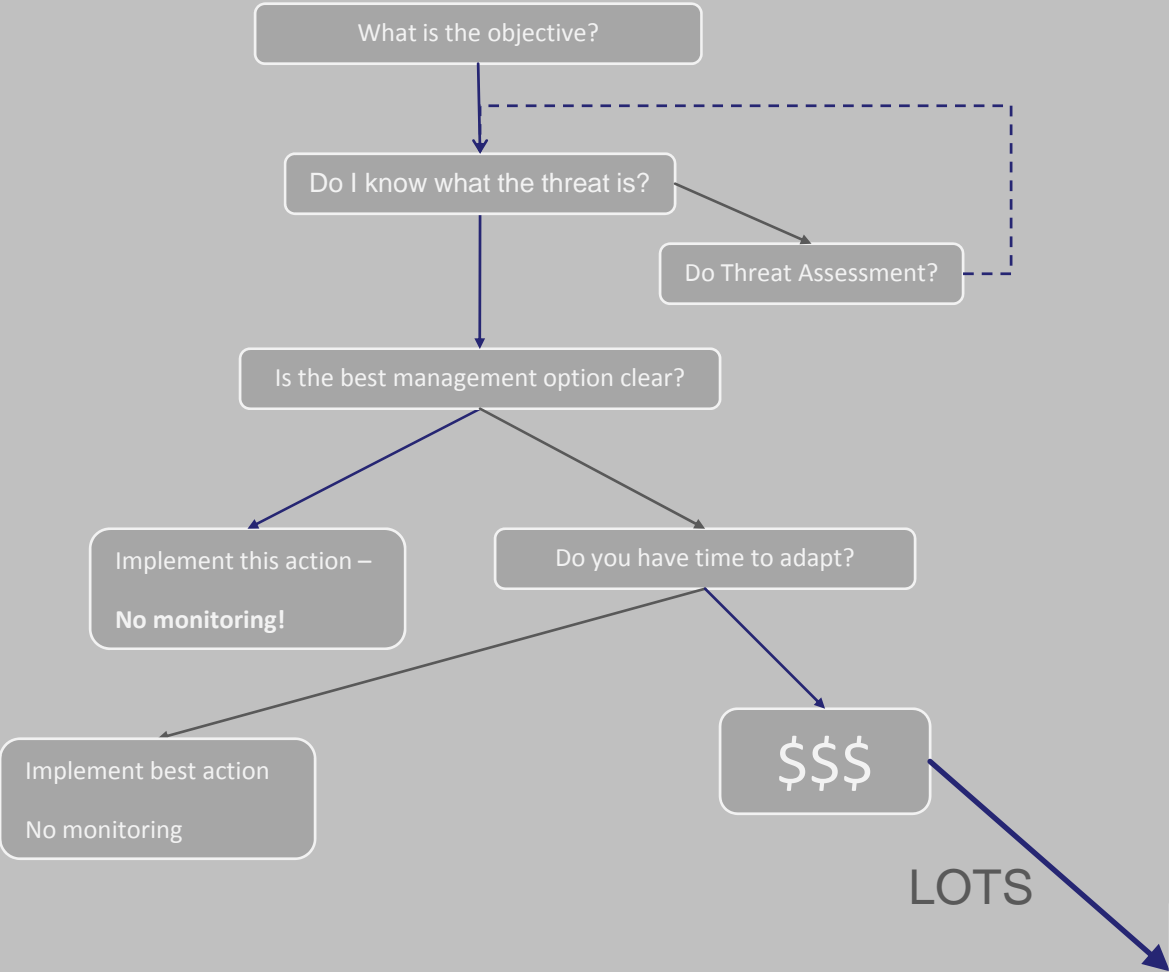 What is the objective?
Do I know what the threat is?
Do Threat Assessment?
Is the best management option clear?
Implement this action –
No monitoring!
Do you have time to adapt?
Implement best action
No monitoring
$$$
LOTS